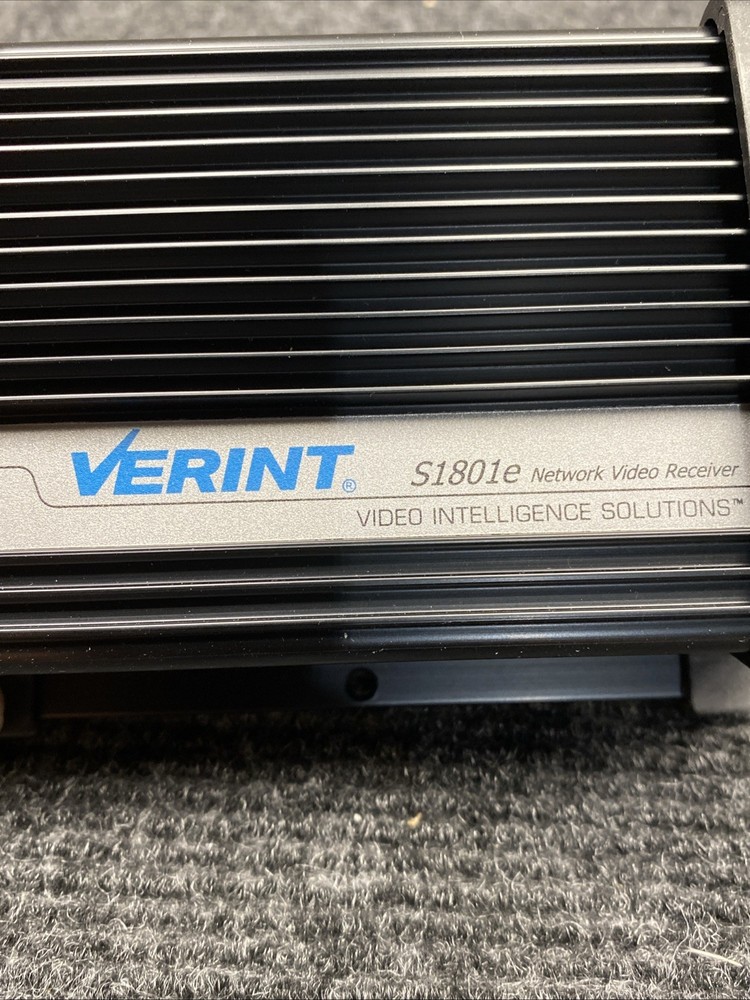 VERINT® S1801e Network Video Receiver
VIDEO INTELLIGENCE SOLUTIONS™